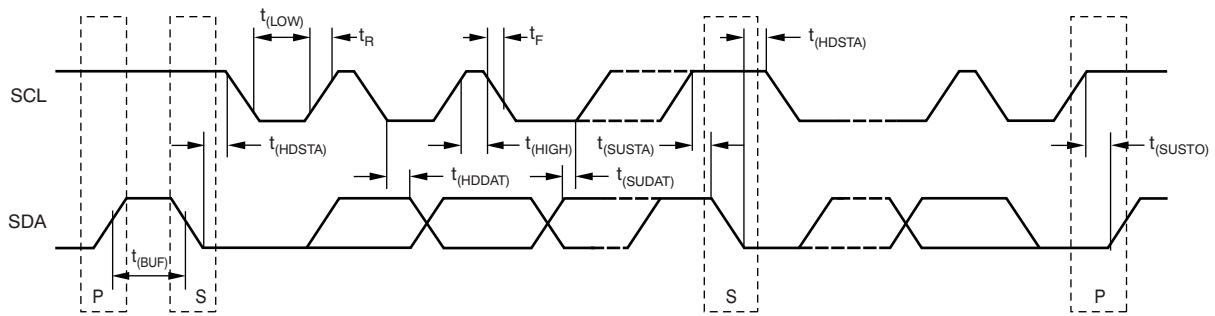 t(LOW)
tR
tF
t(HDSTA)
SCL
t(HDSTA)
t(HIGH)
t(SUSTA)
t(SUSTO)
t(HDDAT)
t(SUDAT)
SDA
t(BUF)
P
S
S
P